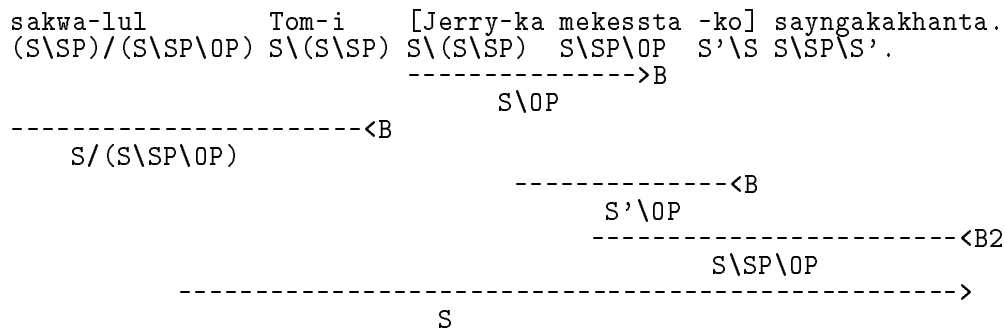 sakwa-lul Tom-i [Jerry-ka mekessta -ko] sayngakakhanta.
(S\SP)/(S\SP\OP) S\(S\SP) S\(S\SP) S\SP\OP S'\S S\SP\S'.
--------------->B
S\OP
-----------------------<B
S/(S\SP\OP)
--------------<B
S'\OP
------------------------<B2
S\SP\OP
--------------------------------------------------->
S